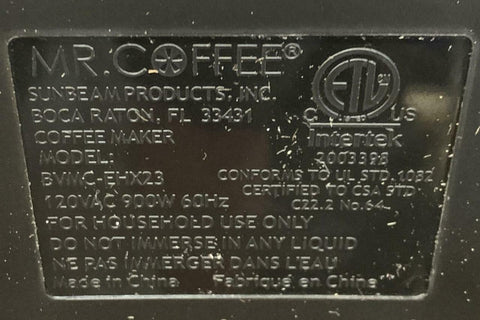 MR. COFFEE®
SUNBEAM PRODUCTS, INC.
BOCA RATON, FL 33431
COFFEE MAKER
MODEL:
BVMC-EHX23
120VAC 900W 60Hz
FOR HOUSEHOLD USE ONLY
DO NOT IMMERSE IN ANY LIQUID
NE PAS IMMERGER DANS L'EAU
Made in China Fabriqué en Chine
ETL
C US
Intertek
2003398
CONFORMS TO UL STD. 1082
CERTIFIED TO CSA STD.
C22.2 No. 64